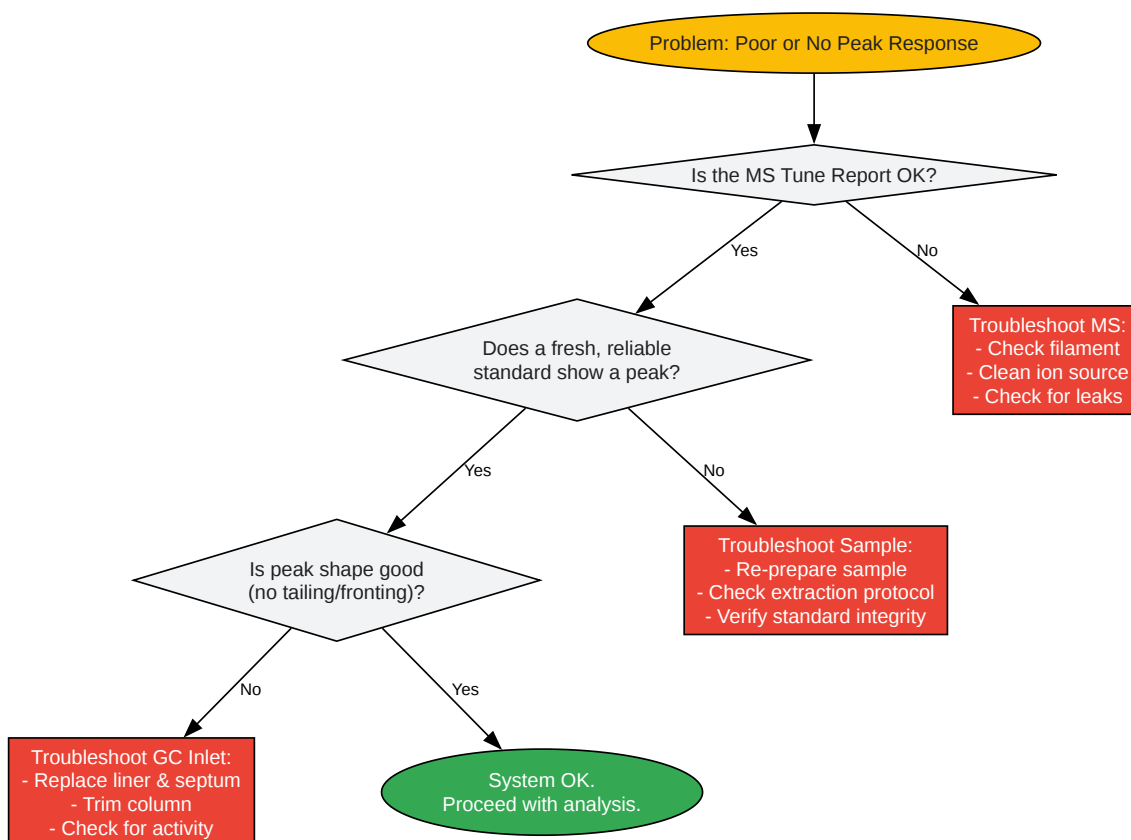 Problem: Poor or No Peak Response
Is the MS Tune Report OK?
Yes
No
Troubleshoot MS:
- Check filament
- Clean ion source
- Check for leaks
Does a fresh, reliable
standard show a peak?
Yes
No
Troubleshoot Sample:
- Re-prepare sample
- Check extraction protocol
- Verify standard integrity
Is peak shape good
(no tailing/fronting)?
No
Yes
Troubleshoot GC Inlet:
- Replace liner & septum
- Trim column
- Check for activity
System OK.
Proceed with analysis.